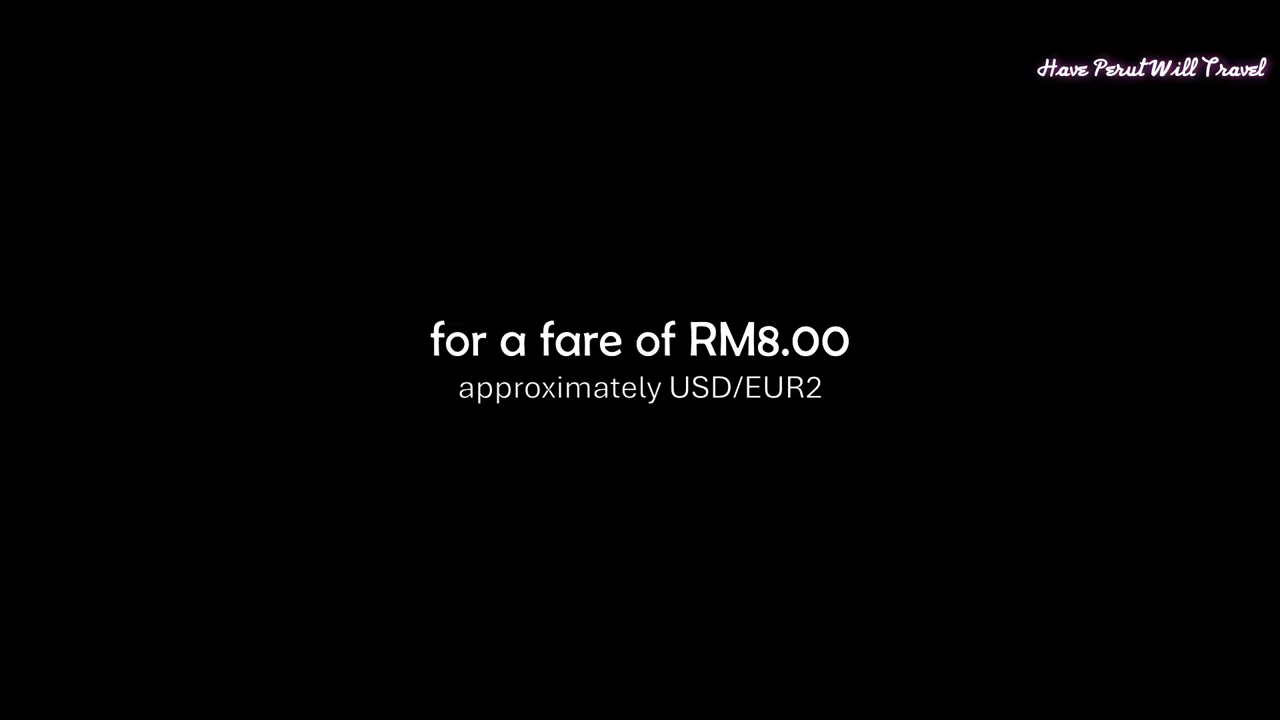 Have Perut Will Travel
for a fare of RM8.00
approximately USD/EUR2